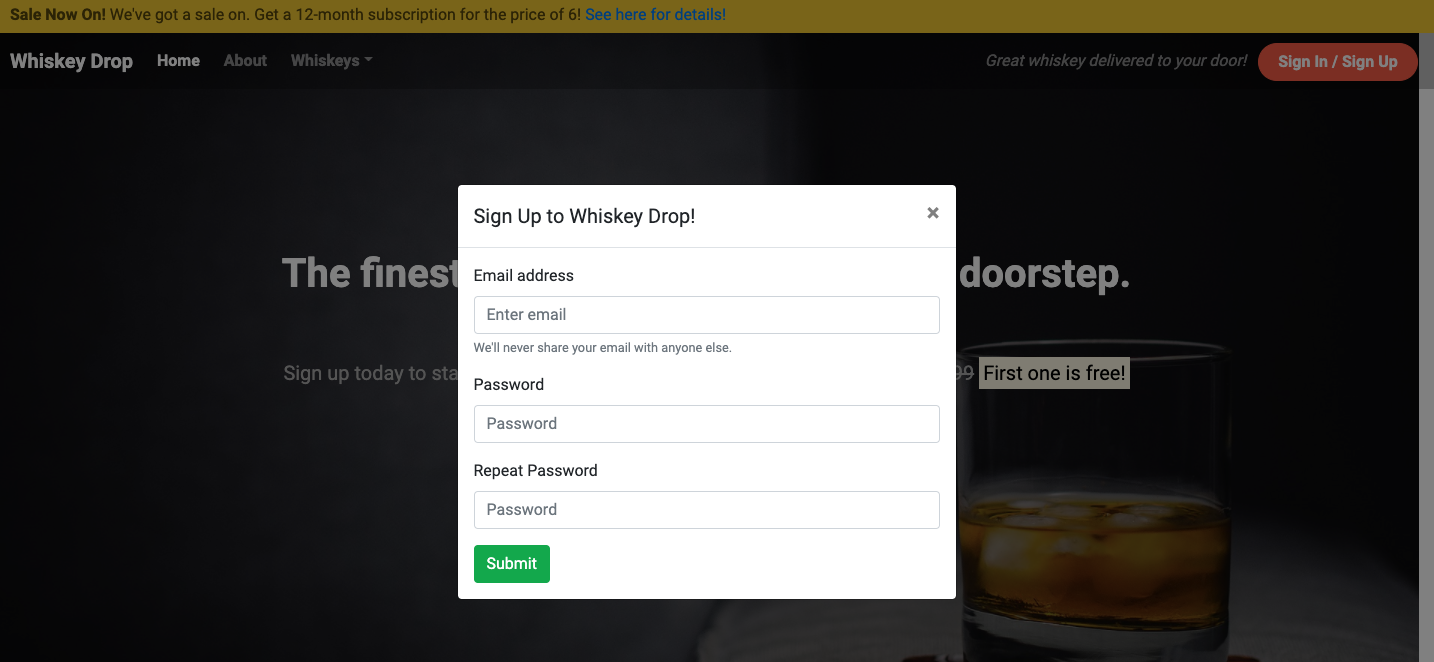 Sale Now On! We've got a sale on. Get a 12-month subscription for the price of 6! See here for details!
Whiskey Drop Home About Whiskeys Great whiskey delivered to your door! Sign In / Sign Up
Sign Up to Whiskey Drop! ×
The finest doorstep.
Email address
Enter email
We'll never share your email with anyone else.
Sign up today to sta 99 First one is free!
Password
Password
Repeat Password
Password
Submit